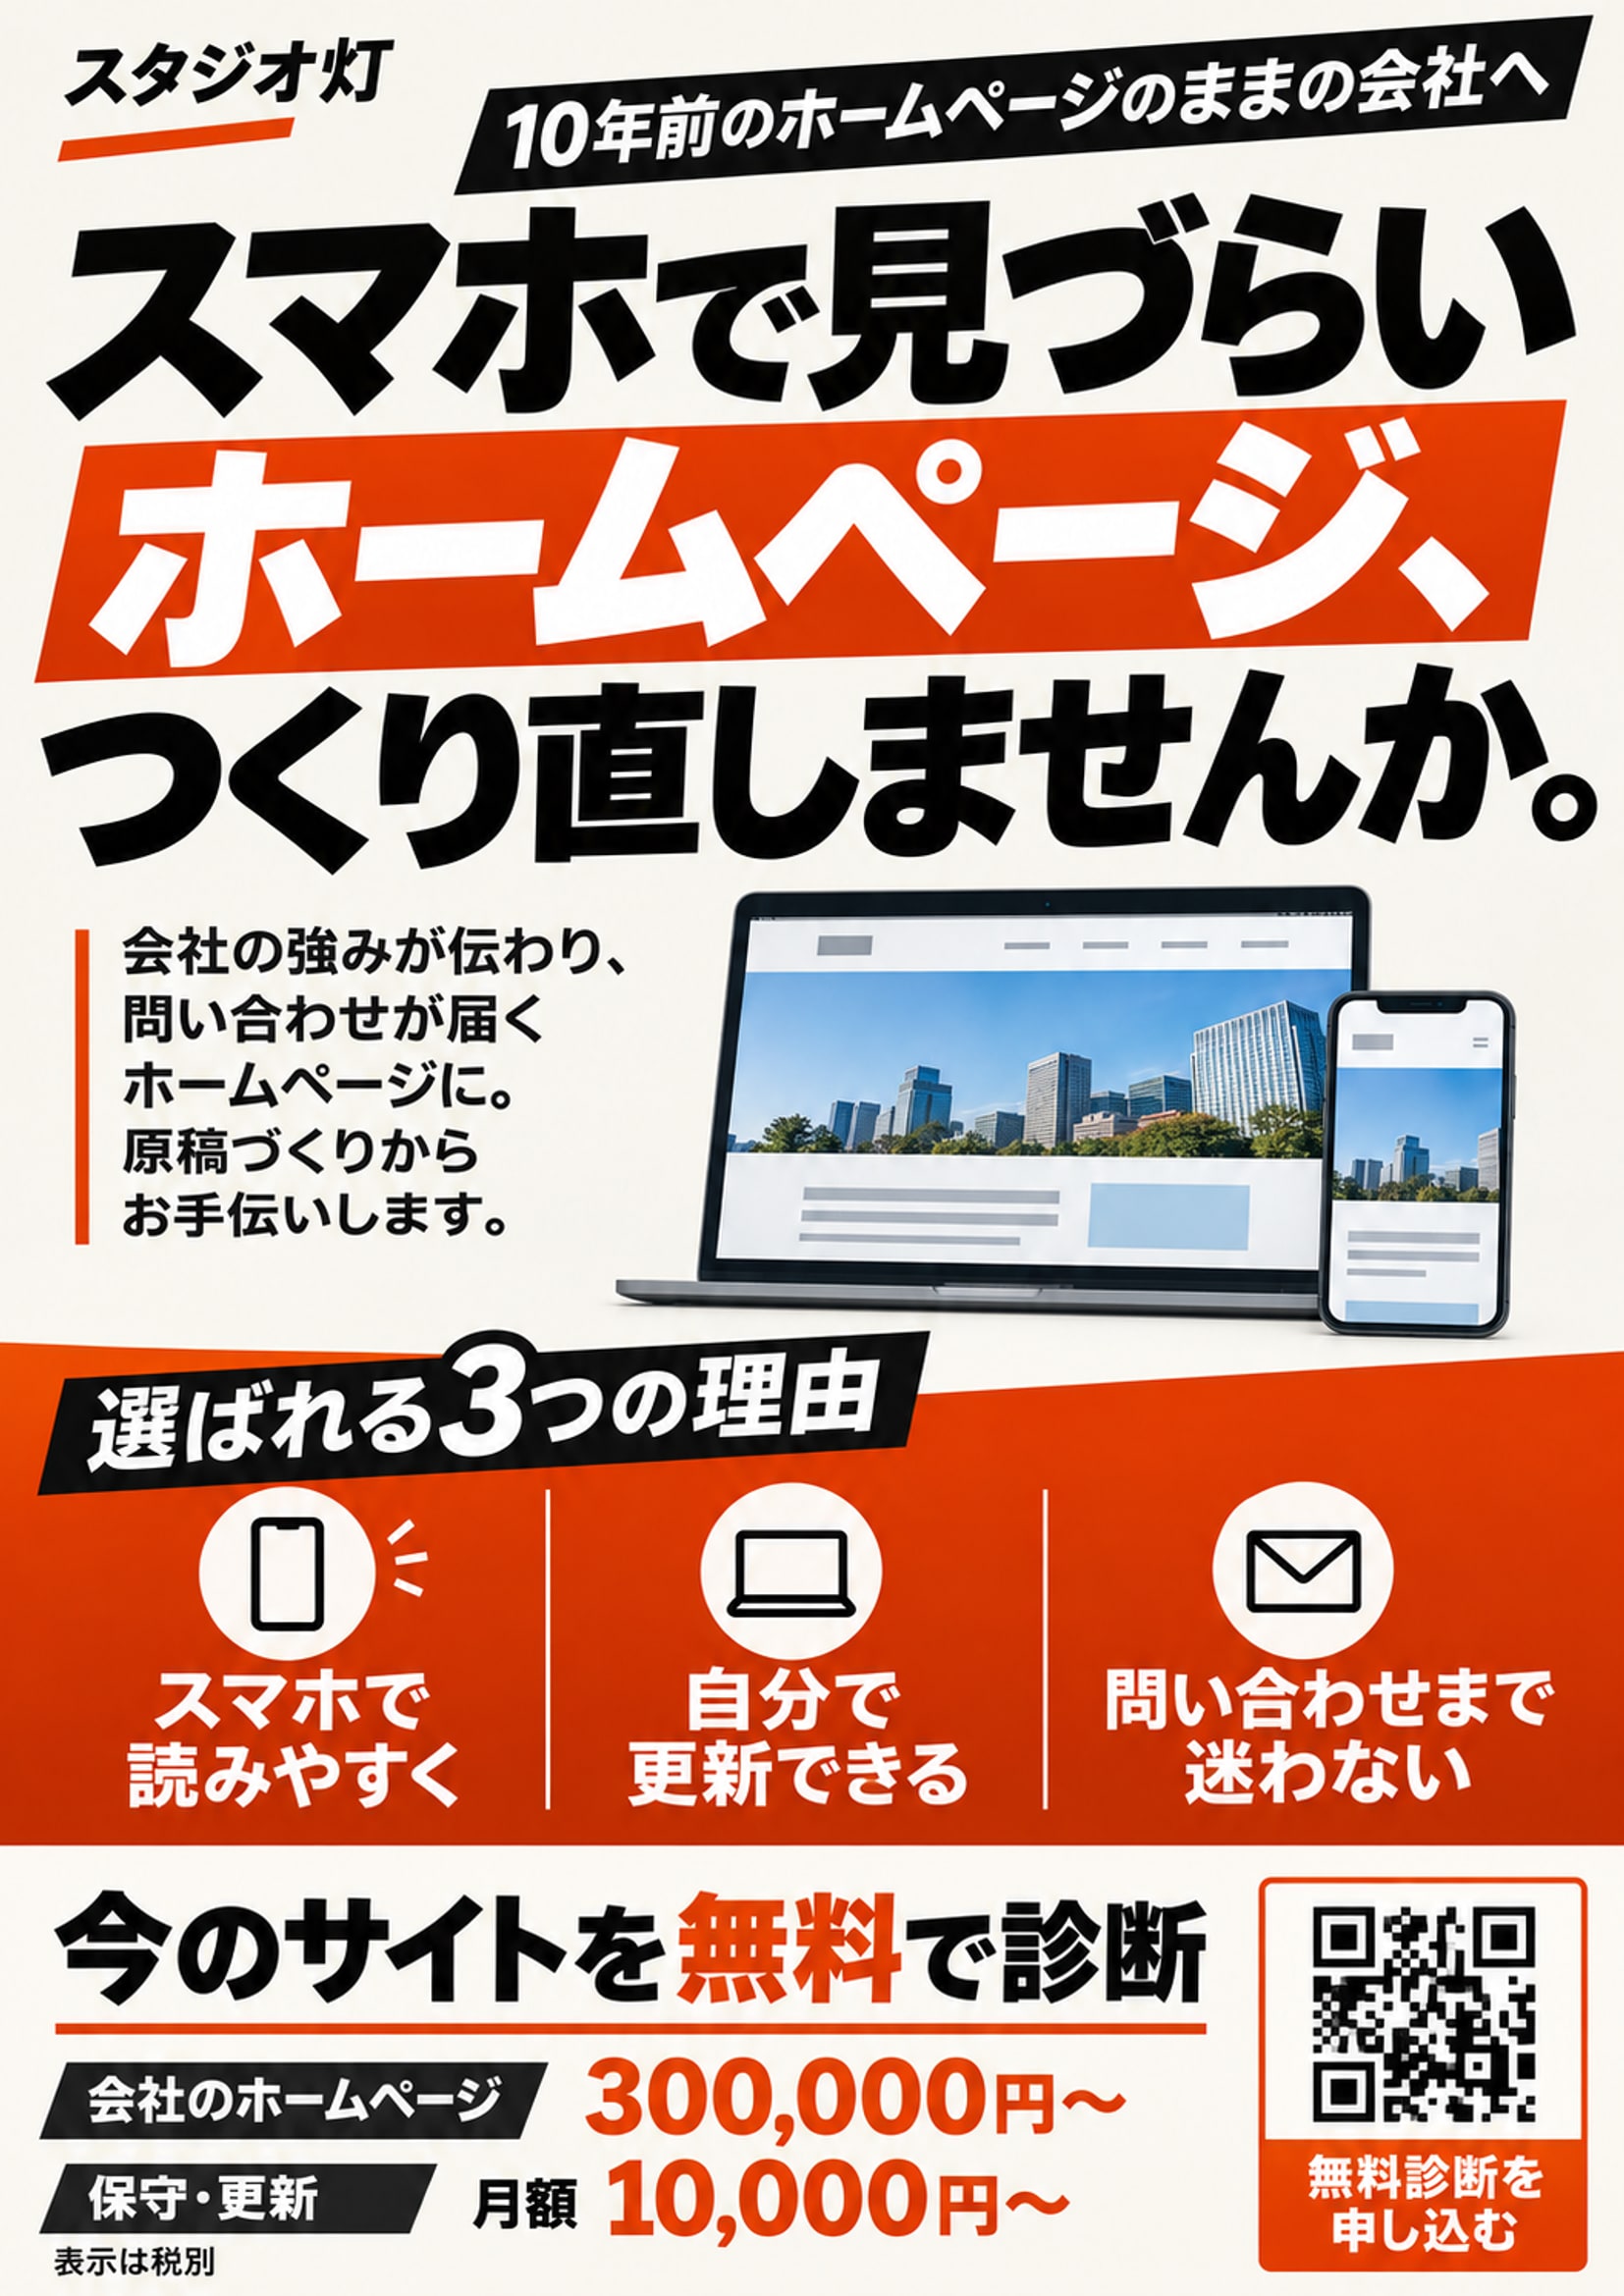 スタジオ灯
10年前のホームページのままの会社へ
スマホで見づらい
ホームページ、
つくり直しませんか。
会社の強みが伝わり、
問い合わせが届く
ホームページに。
原稿づくりから
お手伝いします。
選ばれる3つの理由
スマホで
読みやすく
自分で
更新できる
問い合わせまで
迷わない
今のサイトを無料で診断
会社のホームページ 300,000円〜
保守・更新 月額 10,000円〜
表示は税別
無料診断を
申し込む